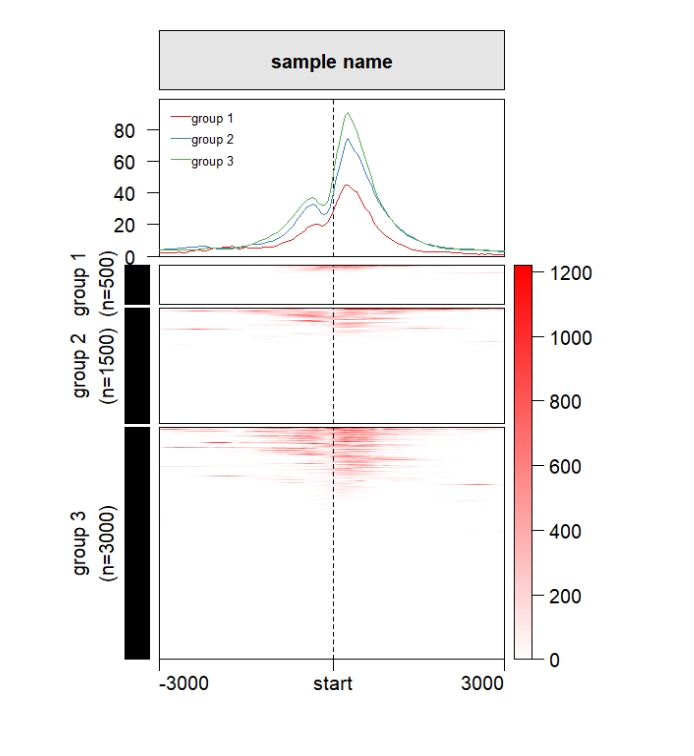 sample name
80
60
40
20
0
group 1
group 2
group 3
group 1
(n=500)
group 2
(n=1500)
group 3
(n=3000)
1200
1000
800
600
400
200
0
-3000 start 3000